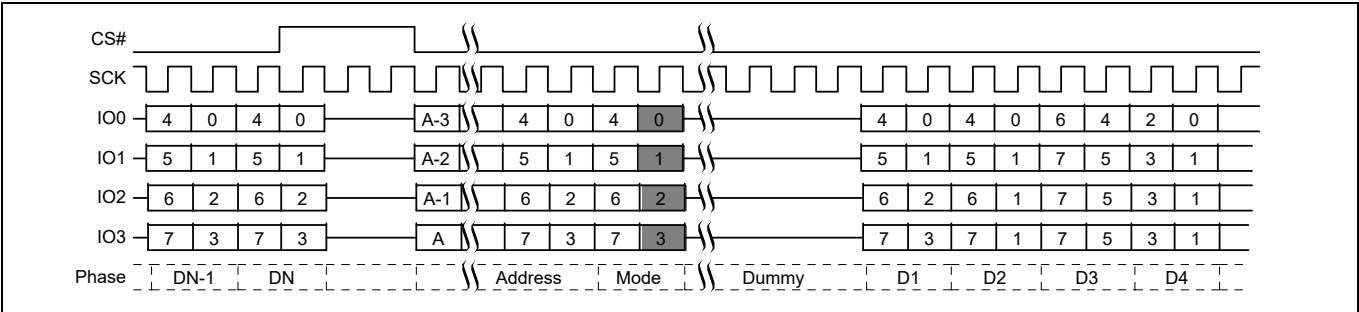 CS#
SCK
IO0 4 0 4 0 A-3 4 0 4 0 4 0 4 0 6 4 2 0
IO1 5 1 5 1 A-2 5 1 5 1 5 1 5 1 7 5 3 1
IO2 6 2 6 2 A-1 6 2 6 2 6 2 6 1 7 5 3 1
IO3 7 3 7 3 A 7 3 7 3 7 3 7 1 7 5 3 1
Phase DN-1 DN Address Mode Dummy D1 D2 D3 D4